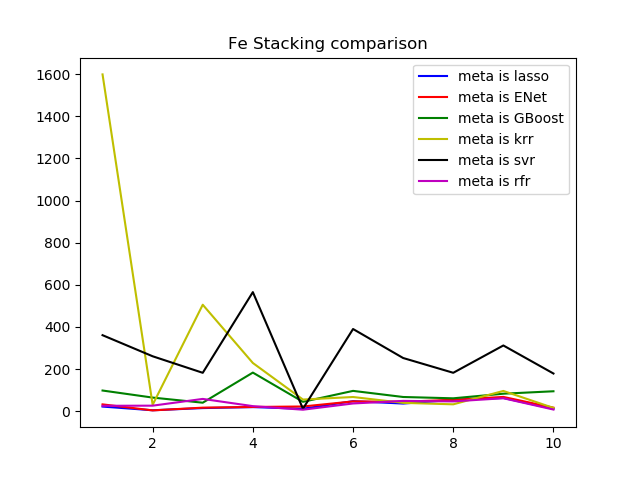 Fe Stacking comparison
meta is lasso
meta is ENet
meta is GBoost
meta is krr
meta is svr
meta is rfr
1600
1400
1200
1000
800
600
400
200
0
2 4 6 8 10